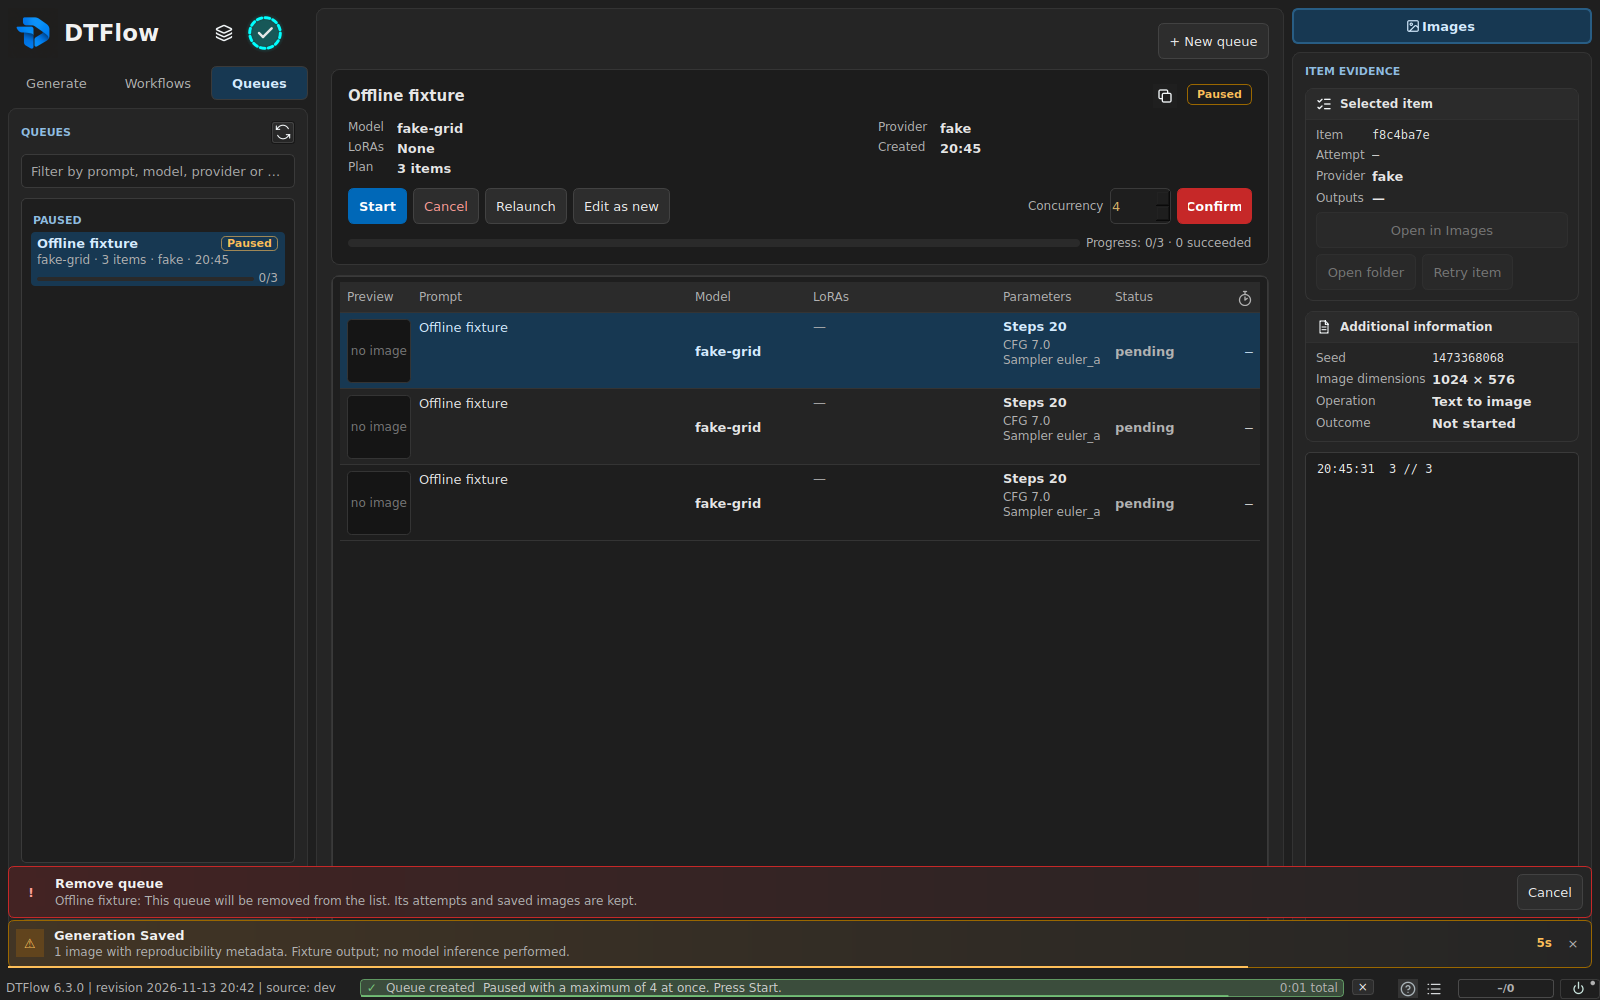 DTFlow
Generate
Workflows
Queues
QUEUES
Filter by prompt, model, provider or ...
PAUSED
Offline fixture
Paused
fake-grid · 3 items · fake · 20:45
0/3
+ New queue
Offline fixture
Paused
Model fake-grid
Provider fake
LoRAs None
Created 20:45
Plan 3 items
Start
Cancel
Relaunch
Edit as new
Concurrency 4
Confirm
Progress: 0/3 · 0 succeeded
Preview Prompt Model LoRAs Parameters Status
no image Offline fixture fake-grid — Steps 20
CFG 7.0
Sampler euler_a
pending —
no image Offline fixture fake-grid — Steps 20
CFG 7.0
Sampler euler_a
pending —
no image Offline fixture fake-grid — Steps 20
CFG 7.0
Sampler euler_a
pending —
Images
ITEM EVIDENCE
Selected item
Item f8c4ba7e
Attempt —
Provider fake
Outputs —
Open in Images
Open folder
Retry item
Additional information
Seed 1473368068
Image dimensions 1024 × 576
Operation Text to image
Outcome Not started
20:45:31 3 // 3
! Remove queue
Offline fixture: This queue will be removed from the list. Its attempts and saved images are kept.
Cancel
Generation Saved
1 image with reproducibility metadata. Fixture output; no model inference performed.
5s ×
DTFlow 6.3.0 | revision 2026-11-13 20:42 | source: dev
✓ Queue created Paused with a maximum of 4 at once. Press Start.
0:01 total
×
–/0